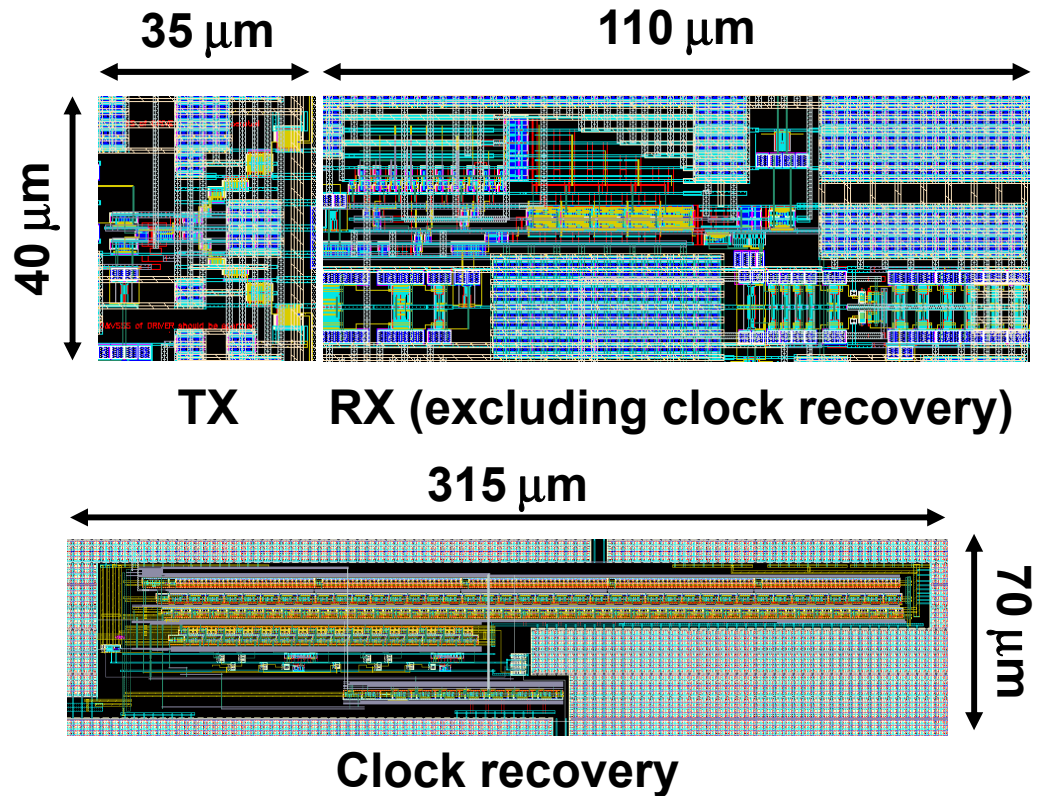 35 μm
110 μm
40 μm
TX
RX (excluding clock recovery)
315 μm
70 μm
Clock recovery